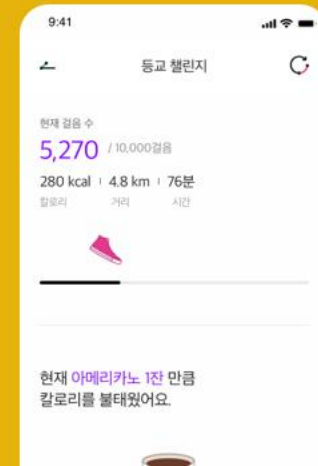 9:41
등교 챌린지
현재 걸음 수
5,270 / 10,000걸음
280 kcal 4.8 km 76분
칼로리 거리 시간
현재 아메리카노 1잔 만큼
칼로리를 불태웠어요.